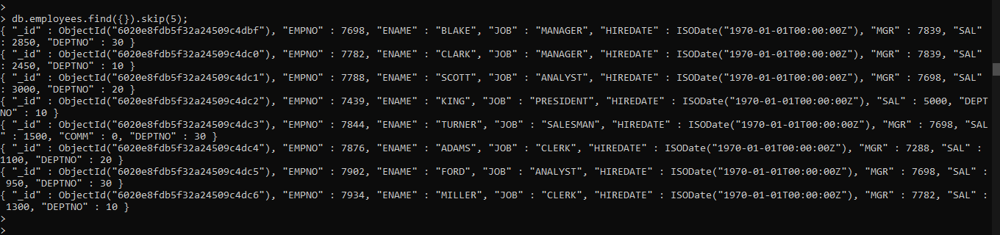 >
> db.employees.find({}).skip(5);
{ "_id" : ObjectId("6020e8fdb5f32a24509c4dbf"), "EMPNO" : 7698, "ENAME" : "BLAKE", "JOB" : "MANAGER", "HIREDATE" : ISODate("1970-01-01T00:00:00Z"), "MGR" : 7839, "SAL"
: 2850, "DEPTNO" : 30 }
{ "_id" : ObjectId("6020e8fdb5f32a24509c4dc0"), "EMPNO" : 7782, "ENAME" : "CLARK", "JOB" : "MANAGER", "HIREDATE" : ISODate("1970-01-01T00:00:00Z"), "MGR" : 7839, "SAL"
: 2450, "DEPTNO" : 10 }
{ "_id" : ObjectId("6020e8fdb5f32a24509c4dc1"), "EMPNO" : 7788, "ENAME" : "SCOTT", "JOB" : "ANALYST", "HIREDATE" : ISODate("1970-01-01T00:00:00Z"), "MGR" : 7698, "SAL"
: 3000, "DEPTNO" : 20 }
{ "_id" : ObjectId("6020e8fdb5f32a24509c4dc2"), "EMPNO" : 7439, "ENAME" : "KING", "JOB" : "PRESIDENT", "HIREDATE" : ISODate("1970-01-01T00:00:00Z"), "SAL" : 5000, "DEPT
NO" : 10 }
{ "_id" : ObjectId("6020e8fdb5f32a24509c4dc3"), "EMPNO" : 7844, "ENAME" : "TURNER", "JOB" : "SALESMAN", "HIREDATE" : ISODate("1970-01-01T00:00:00Z"), "MGR" : 7698, "SAL
" : 1500, "COMM" : 0, "DEPTNO" : 30 }
{ "_id" : ObjectId("6020e8fdb5f32a24509c4dc4"), "EMPNO" : 7876, "ENAME" : "ADAMS", "JOB" : "CLERK", "HIREDATE" : ISODate("1970-01-01T00:00:00Z"), "MGR" : 7288, "SAL" :
1100, "DEPTNO" : 20 }
{ "_id" : ObjectId("6020e8fdb5f32a24509c4dc5"), "EMPNO" : 7902, "ENAME" : "FORD", "JOB" : "ANALYST", "HIREDATE" : ISODate("1970-01-01T00:00:00Z"), "MGR" : 7698, "SAL" :
950, "DEPTNO" : 30 }
{ "_id" : ObjectId("6020e8fdb5f32a24509c4dc6"), "EMPNO" : 7934, "ENAME" : "MILLER", "JOB" : "CLERK", "HIREDATE" : ISODate("1970-01-01T00:00:00Z"), "MGR" : 7782, "SAL" :
1300, "DEPTNO" : 10 }
>
>